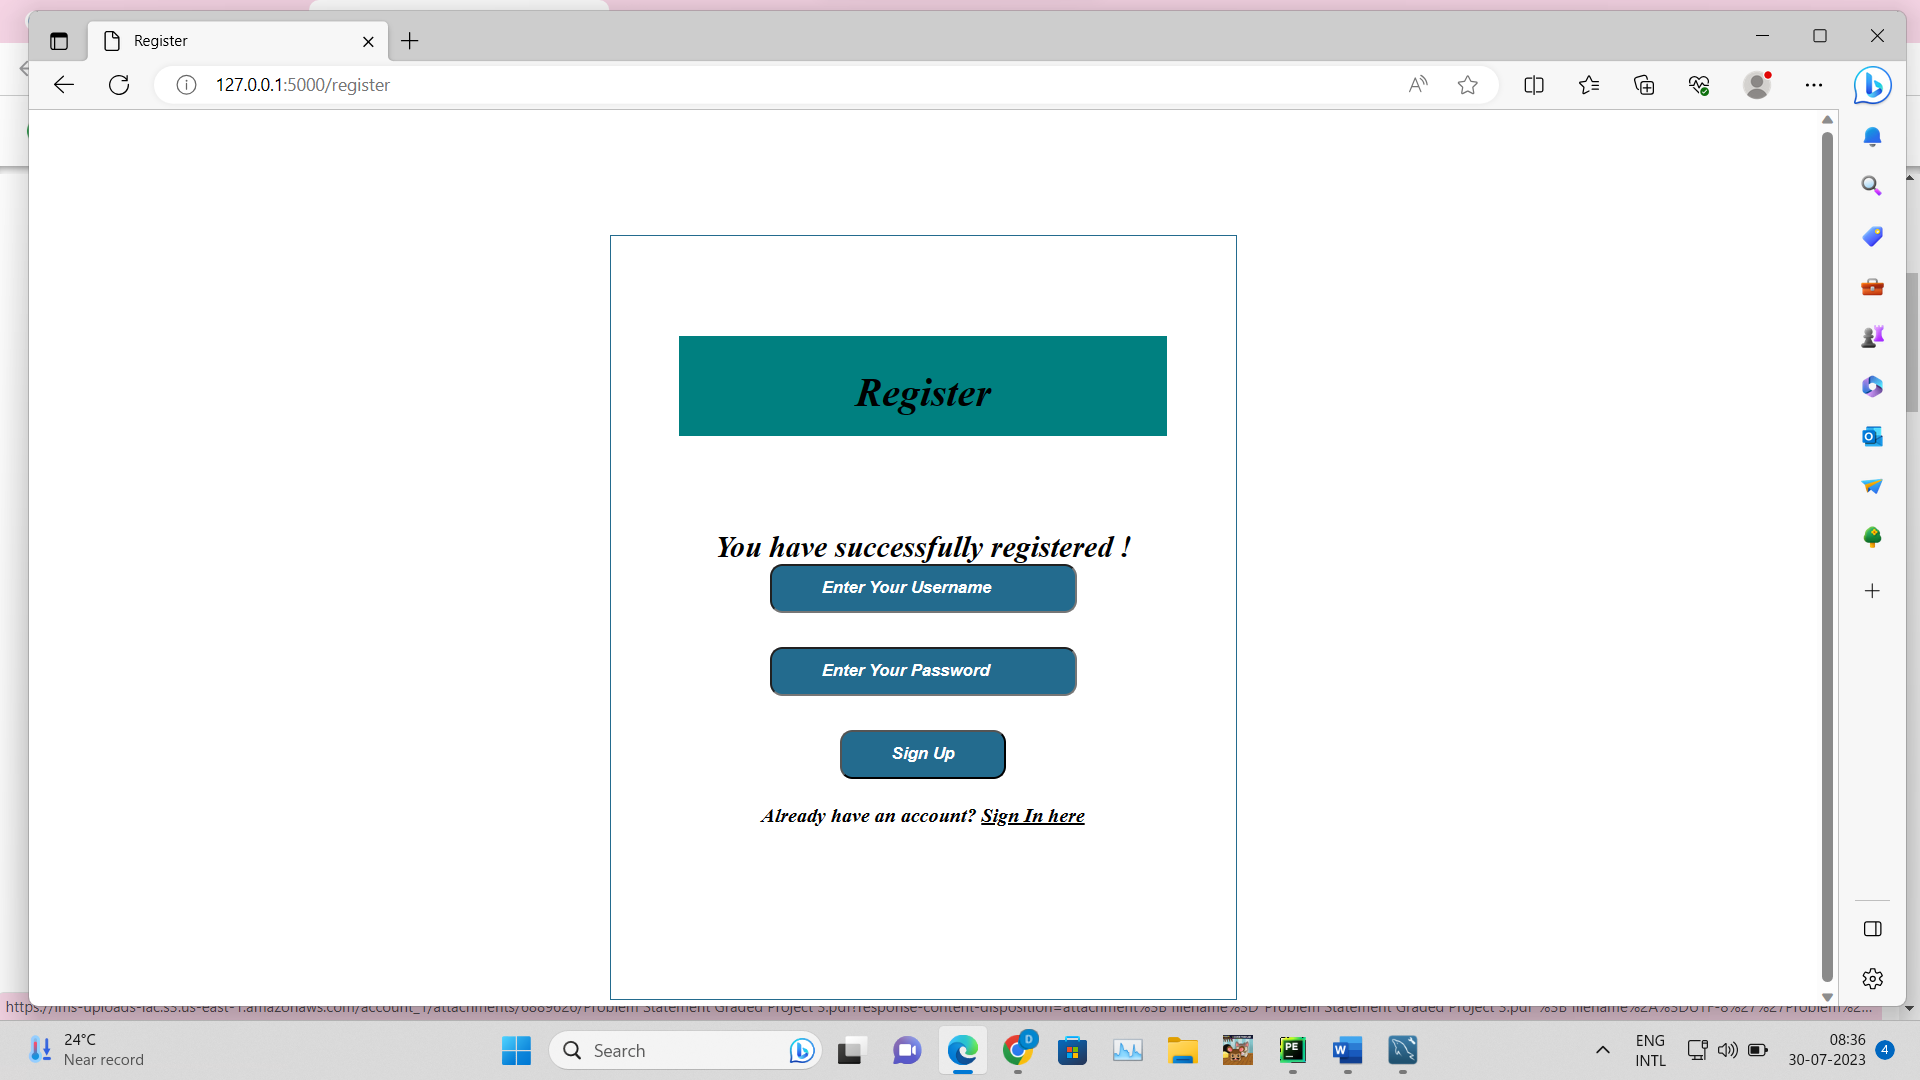 Register
127.0.0.1:5000/register
Register
You have successfully registered !
Enter Your Username
Enter Your Password
Sign Up
Already have an account? Sign In here
24°C
Near record
Search
D
PE
W
ENG
INTL
08:36
30-07-2023
4